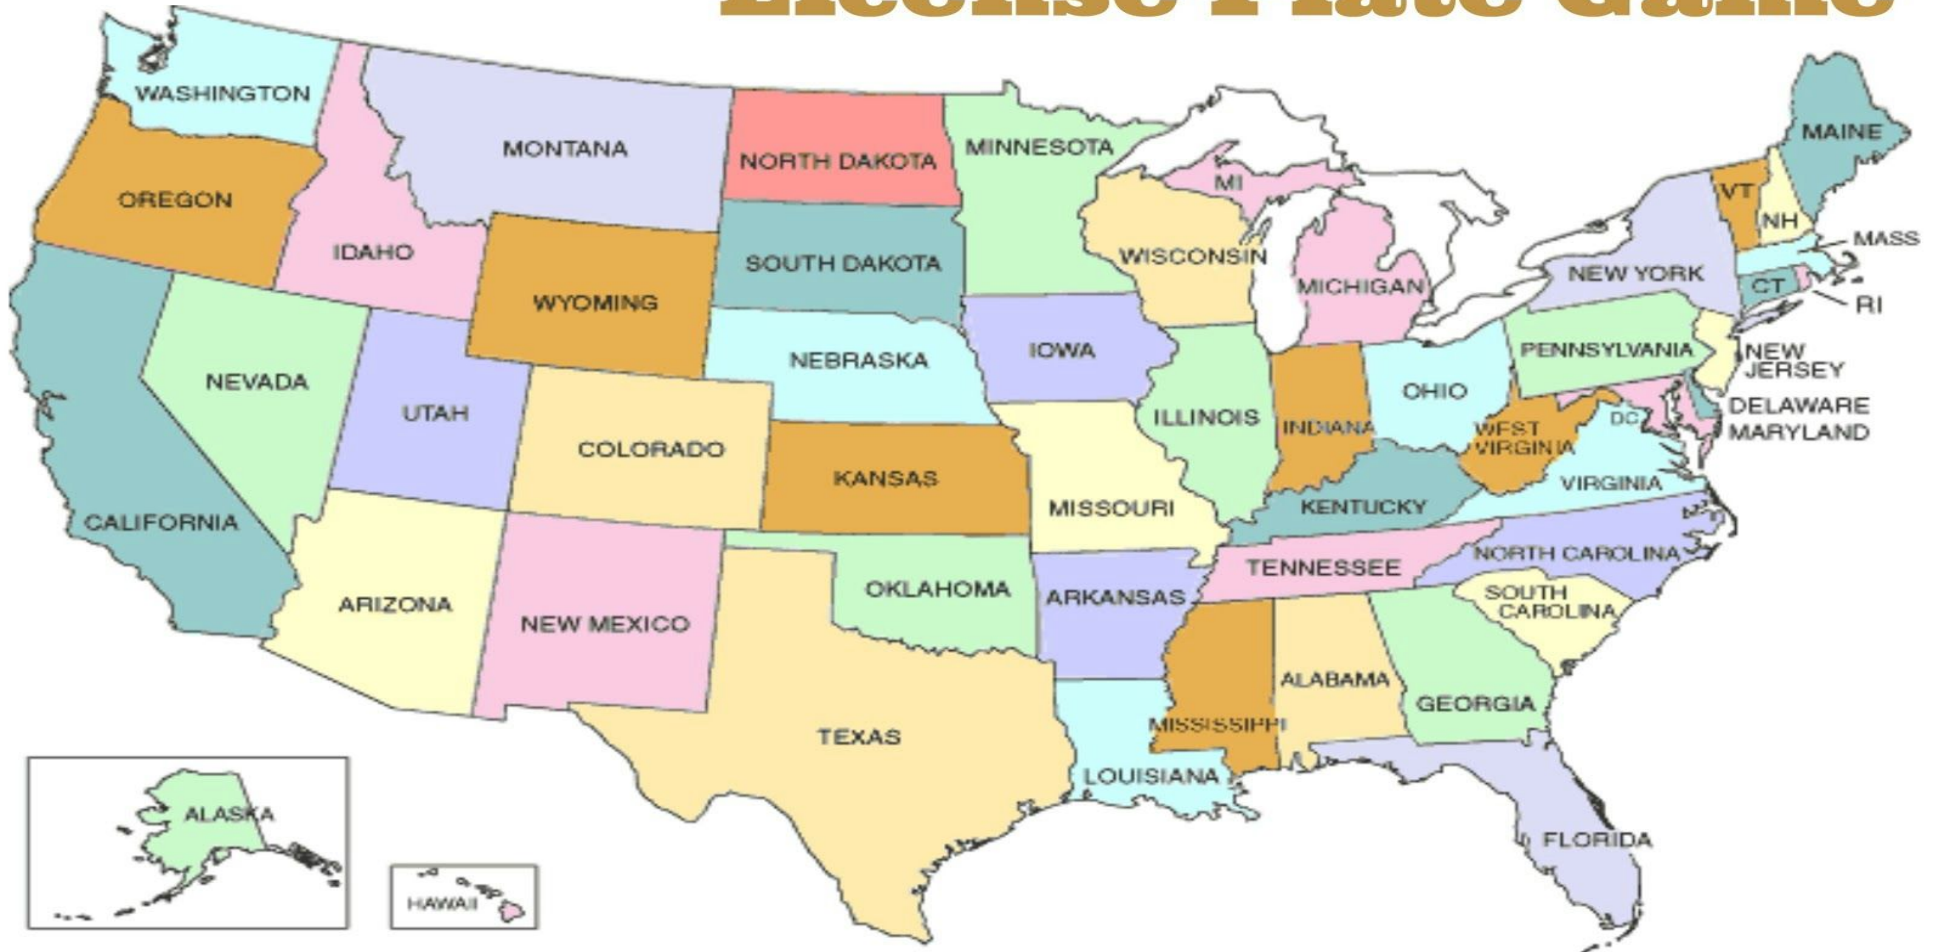 License Plate Game
WASHINGTON
MONTANA
NORTH DAKOTA
MINNESOTA
MAINE
OREGON
IDAHO
MI
VT
NH
WISCONSIN
MASS
SOUTH DAKOTA
NEW YORK
WYOMING
MICHIGAN
CT
RI
NEBRASKA
IOWA
PENNSYLVANIA
NEW
JERSEY
NEVADA
UTAH
OHIO
ILLINOIS
INDIANA
DELAWARE
DC
MARYLAND
WEST
VIRGINIA
COLORADO
KANSAS
VIRGINIA
MISSOURI
KENTUCKY
CALIFORNIA
NORTH CAROLINA
TENNESSEE
ARIZONA
NEW MEXICO
OKLAHOMA
ARKANSAS
SOUTH
CAROLINA
ALABAMA
GEORGIA
MISSISSIPPI
TEXAS
LOUISIANA
ALASKA
FLORIDA
HAWAII